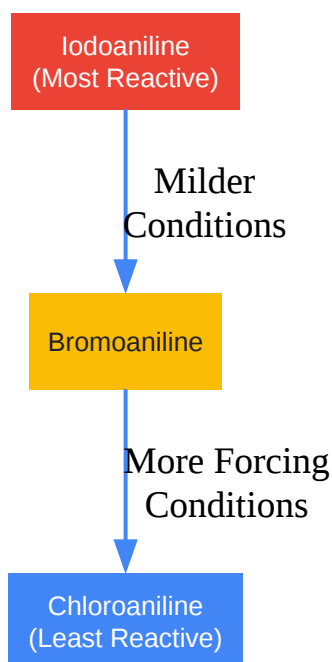 Iodoaniline
(Most Reactive)
Milder
Conditions
Bromoaniline
More Forcing
Conditions
Chloroaniline
(Least Reactive)